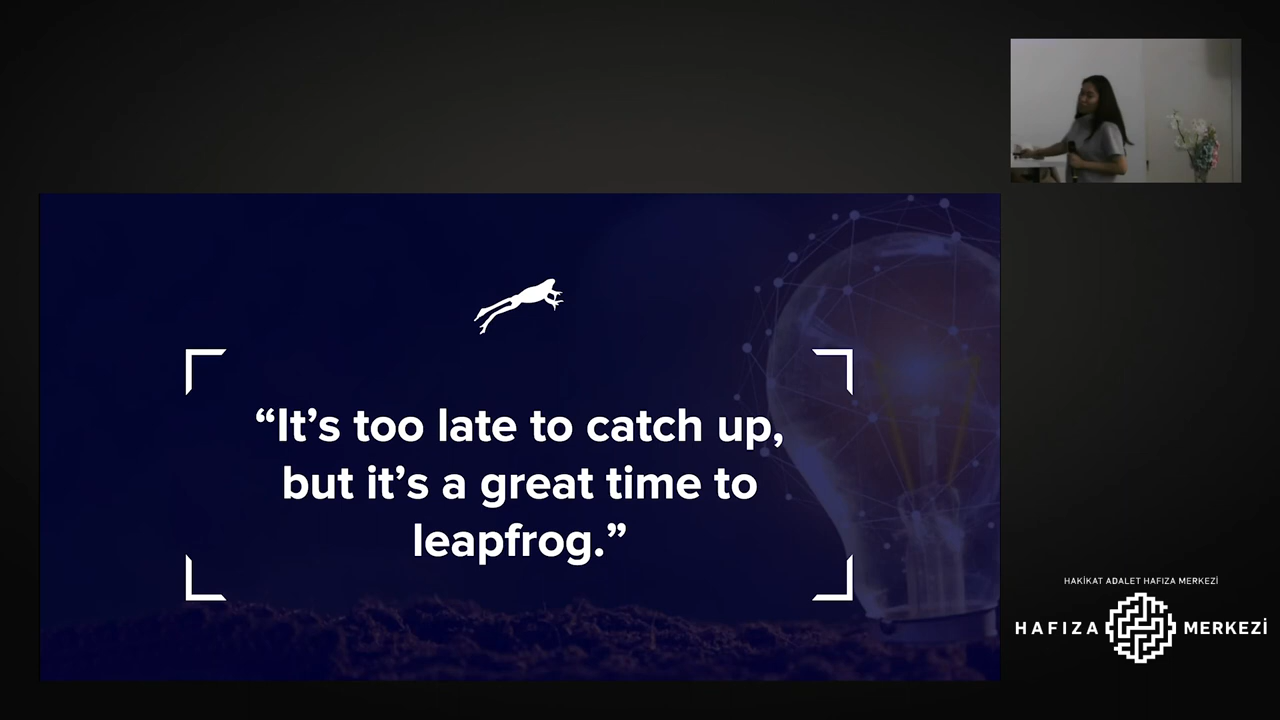 “It’s too late to catch up,
but it’s a great time to
leapfrog.”
HAKİKAT ADALET HAFIZA MERKEZİ
HAFIZA MERKEZİ